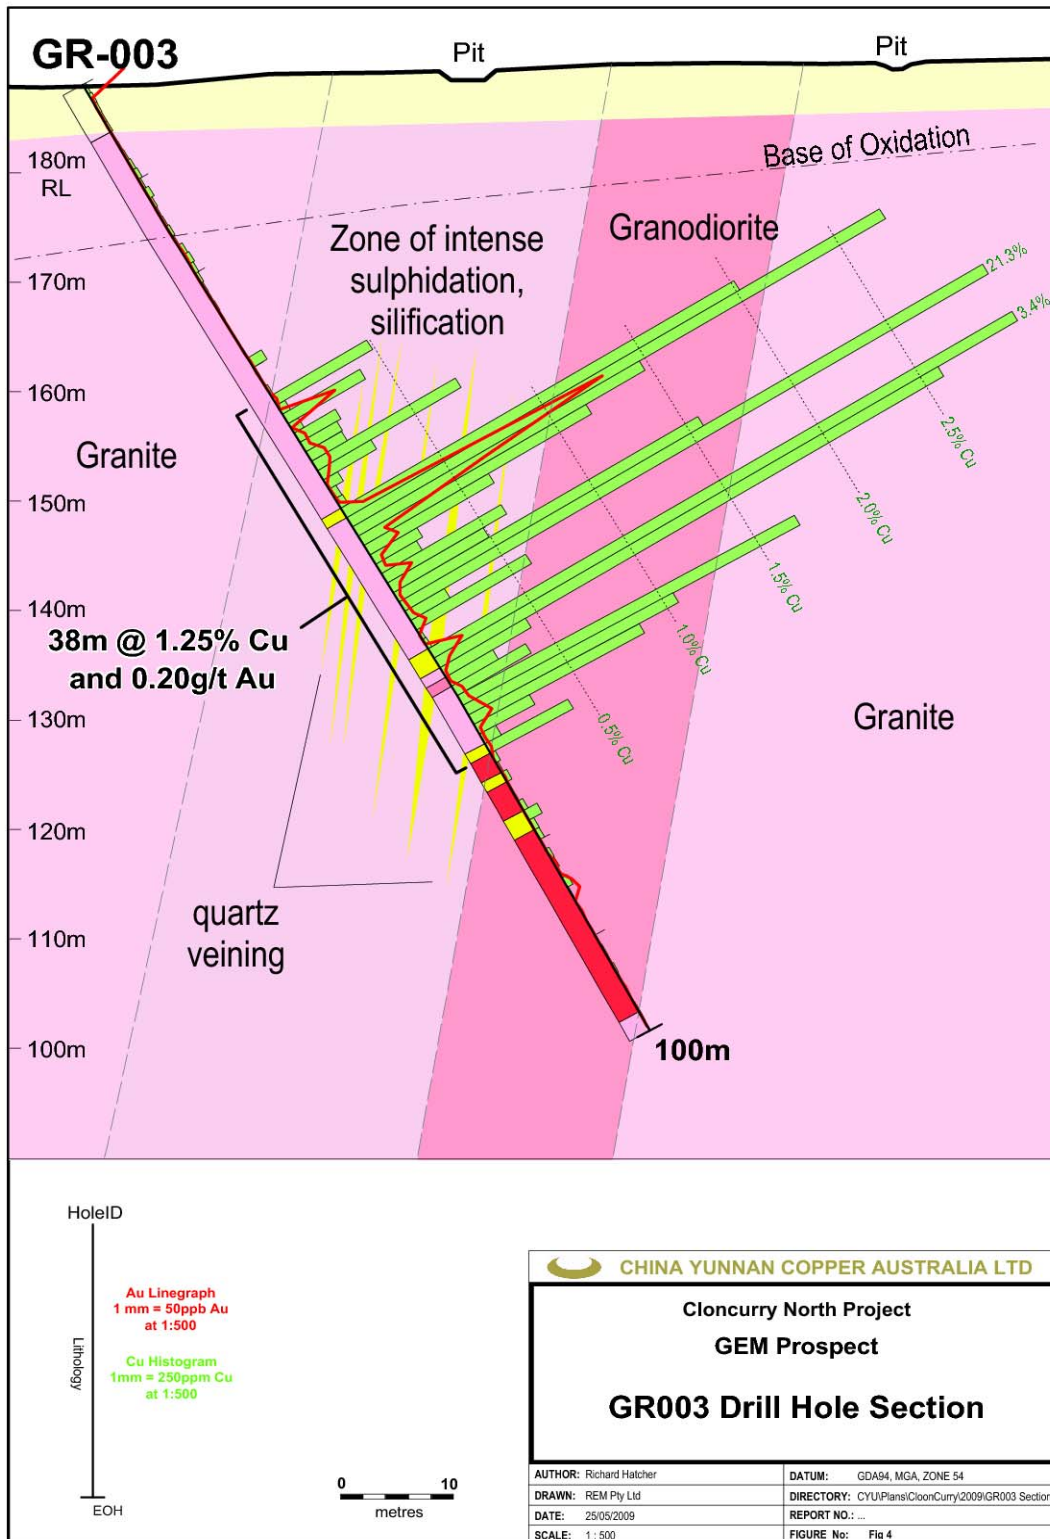 GR-003
Pit
Pit
180m
RL
Base of Oxidation
Granodiorite
Zone of intense
sulphidation,
silification
21.3%
3.4%
170m
160m
Granite
2.5% Cu
150m
2.0% Cu
1.5% Cu
140m
38m @ 1.25% Cu
and 0.20g/t Au
1.0% Cu
130m
0.5% Cu
Granite
120m
quartz
veining
110m
100m
100m
HoleID
Au Linegraph
1 mm = 50ppb Au
at 1:500
Lithology
Cu Histogram
1mm = 250ppm Cu
at 1:500
EOH
0 10
metres
CHINA YUNNAN COPPER AUSTRALIA LTD
Cloncurry North Project
GEM Prospect
GR003 Drill Hole Section
AUTHOR: Richard Hatcher
DATUM: GDA94, MGA, ZONE 54
DRAWN: REM Pty Ltd
DIRECTORY: CYU\Plans\CloonCurry\2009\GR003 Section
DATE: 25/05/2009
REPORT NO.: ...
SCALE: 1 : 500
FIGURE No: Fig 4